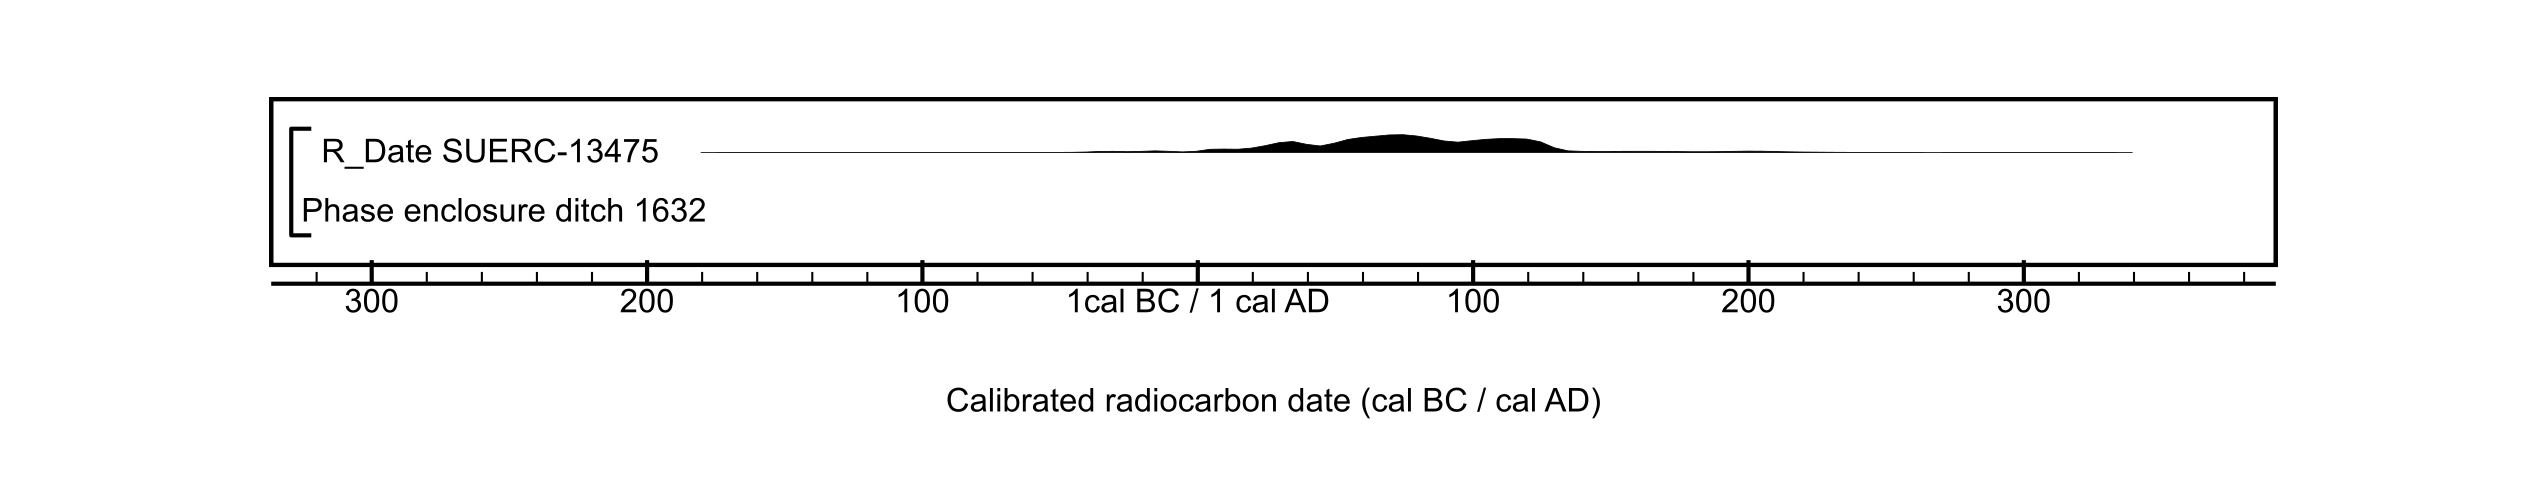 R_Date SUERC-13475
Phase enclosure ditch 1632
300 200 100 1cal BC / 1 cal AD 100 200 300
Calibrated radiocarbon date (cal BC / cal AD)